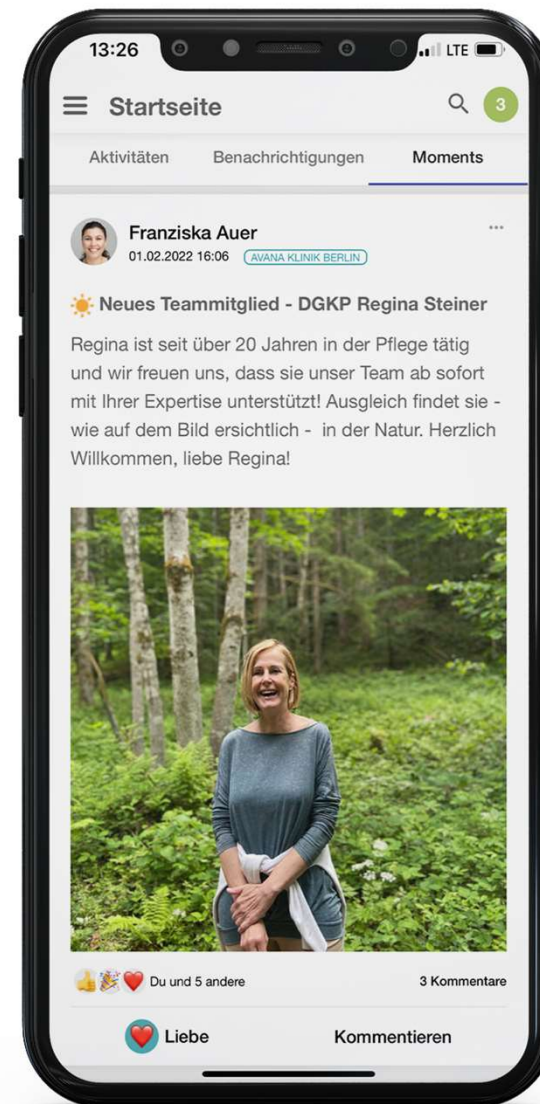 13:26
LTE
Startseite
3
Aktivitäten Benachrichtigungen Moments
Franziska Auer
01.02.2022 16:06 AVANA KLINIK BERLIN
Neues Teammitglied - DGKP Regina Steiner
Regina ist seit über 20 Jahren in der Pflege tätig
und wir freuen uns, dass sie unser Team ab sofort
mit Ihrer Expertise unterstützt! Ausgleich findet sie -
wie auf dem Bild ersichtlich - in der Natur. Herzlich
Willkommen, liebe Regina!
Du und 5 andere 3 Kommentare
Liebe Kommentieren